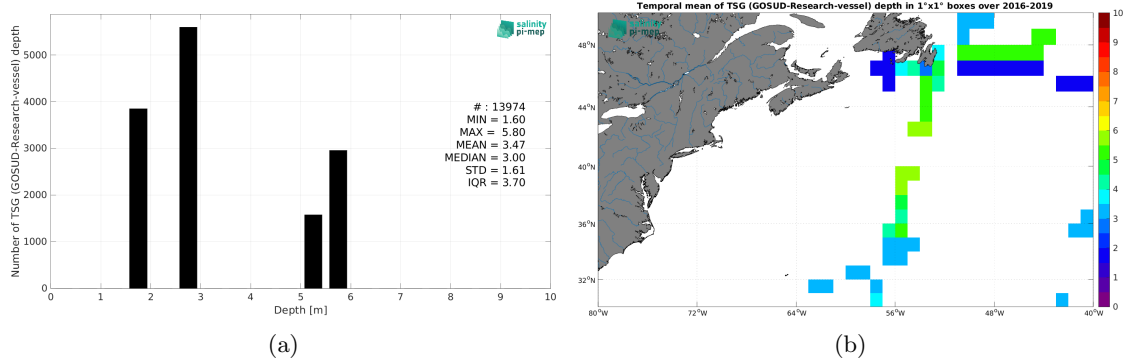 salinity
pi-mep
Number of TSG (GOSUD-Research-vessel) depth
5000
4000
3000
2000
1000
0
# : 13974
MIN = 1.60
MAX = 5.80
MEAN = 3.47
MEDIAN = 3.00
STD = 1.61
IQR = 3.70
0 1 2 3 4 5 6 7 8 9 10
Depth [m]
(a)
Temporal mean of TSG (GOSUD-Research-vessel) depth in 1°x1° boxes over 2016-2019
salinity
pi-mep
48°N
44°N
40°N
36°N
32°N
80°W 72°W 64°W 56°W 48°W 40°W
10
9
8
7
6
5
4
3
2
1
0
(b)